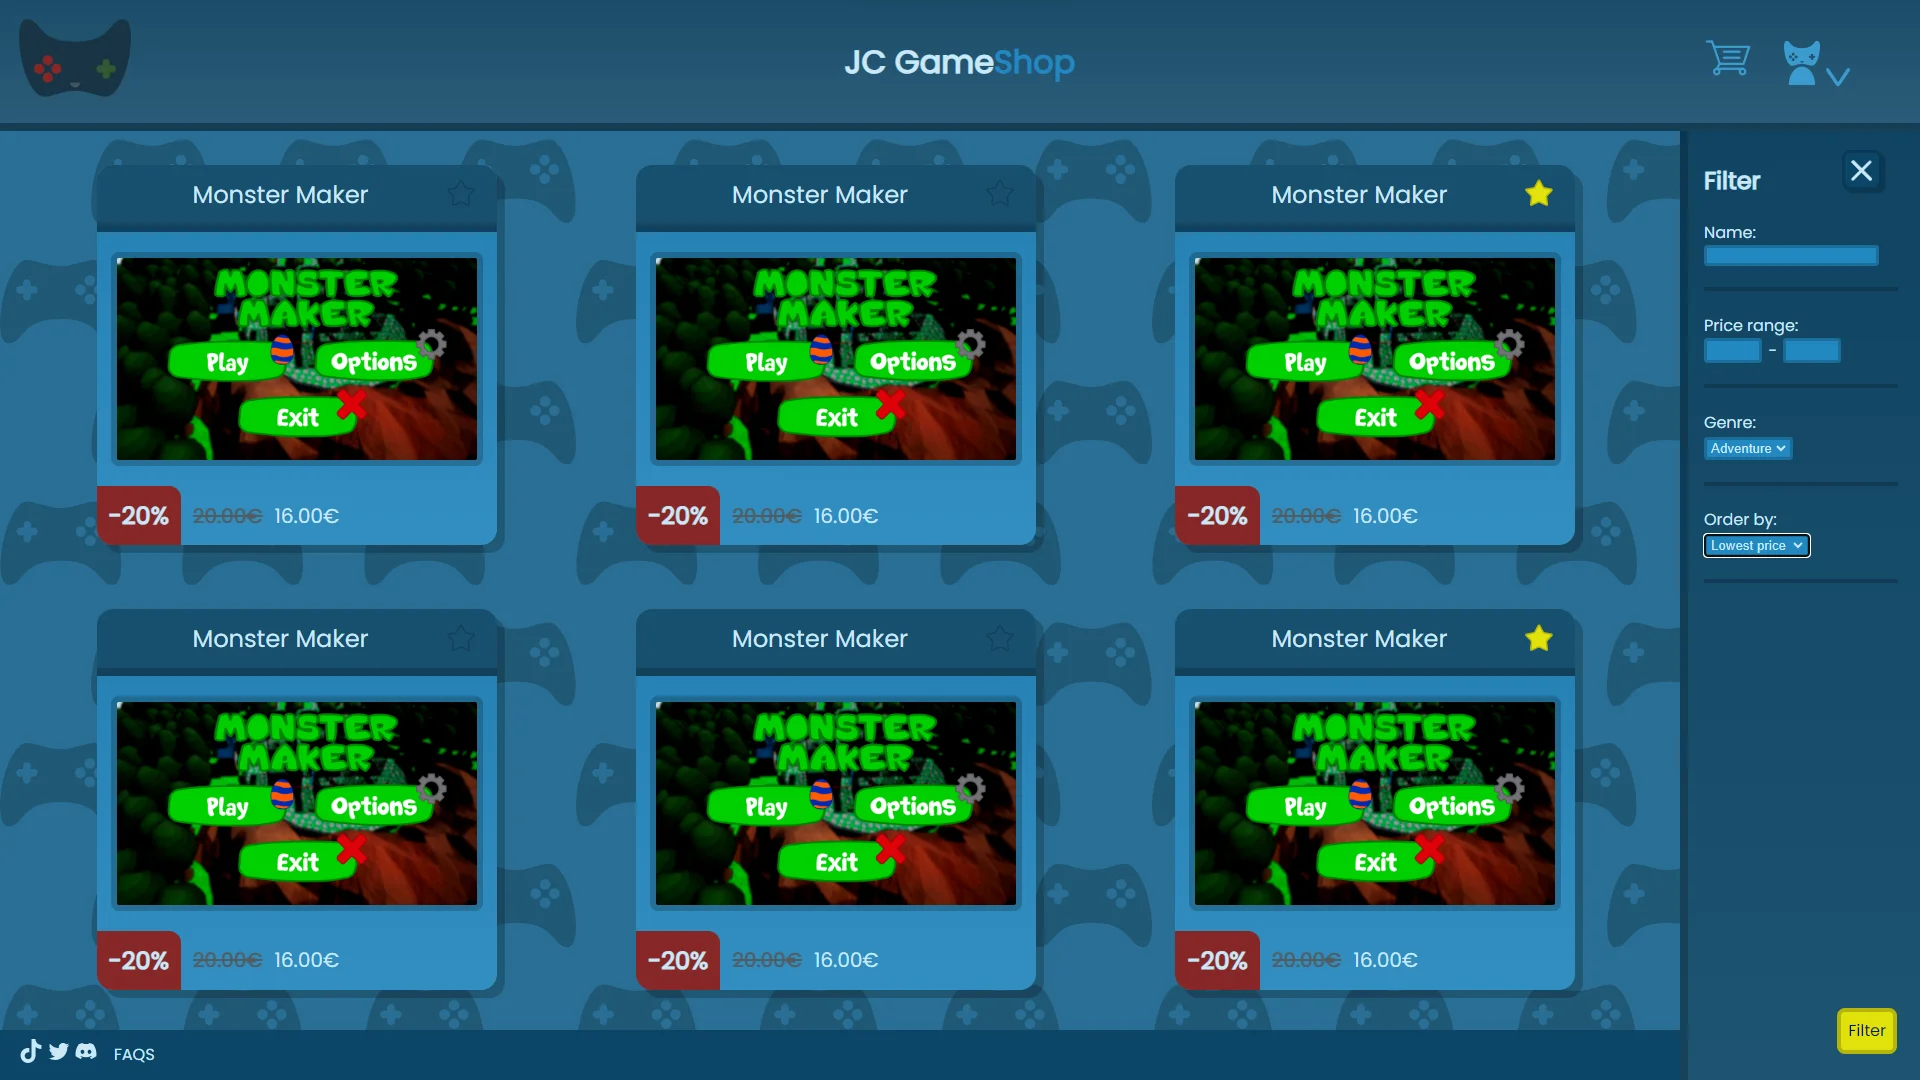 JC GameShop
Monster Maker
MONSTER
MAKER
Play
Options
Exit
-20% 20.00€ 16.00€
Monster Maker
MONSTER
MAKER
Play
Options
Exit
-20% 20.00€ 16.00€
Monster Maker
MONSTER
MAKER
Play
Options
Exit
-20% 20.00€ 16.00€
Monster Maker
MONSTER
MAKER
Play
Options
Exit
-20% 20.00€ 16.00€
Monster Maker
MONSTER
MAKER
Play
Options
Exit
-20% 20.00€ 16.00€
Monster Maker
MONSTER
MAKER
Play
Options
Exit
-20% 20.00€ 16.00€
Filter
Name:
Price range:
-
Genre:
Adventure
Order by:
Lowest price
Filter
FAQS